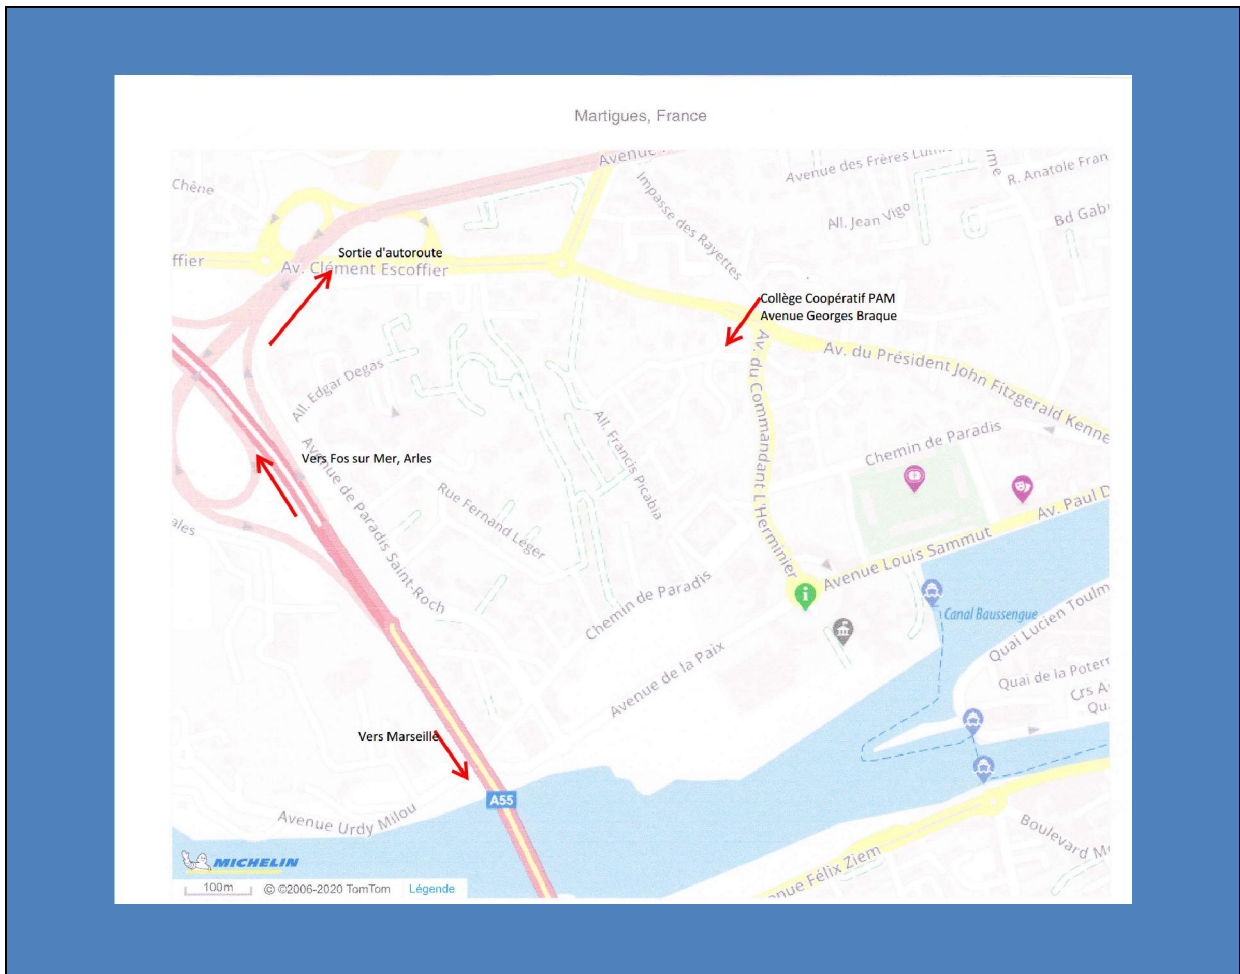 Martigues, France
Avenue
Avenue des Frères
R. Anatole Fran
Chêne
Impasse des Rayettes
All. Jean Vigo
Bd Gab
ffier
Sortie d'autoroute
Av. Clément Escoffier
Collège Coopératif PAM
Avenue Georges Braque
Av. du Président John Fitzgerald Kenne
All. Edgar Degas
Av. du Commandant L'Herminier
All. Francis Picabia
Chemin de Paradis
Vers Fos sur Mer, Arles
Avenue de Paradis Saint-Roch
Rue Fernand Léger
Av. Paul D
ales
Avenue Louis Sammut
Chemin de Paradis
i
Canal Baussengue
Quai Lucien Toulm
Avenue de la Paix
Quai de la Poterr
Crs A
Qu.
Vers Marseille
A55
Avenue Urdy Milou
Boulevard M
MICHELIN
nue Félix Ziem
100m
© ©2006-2020 TomTom
Légende